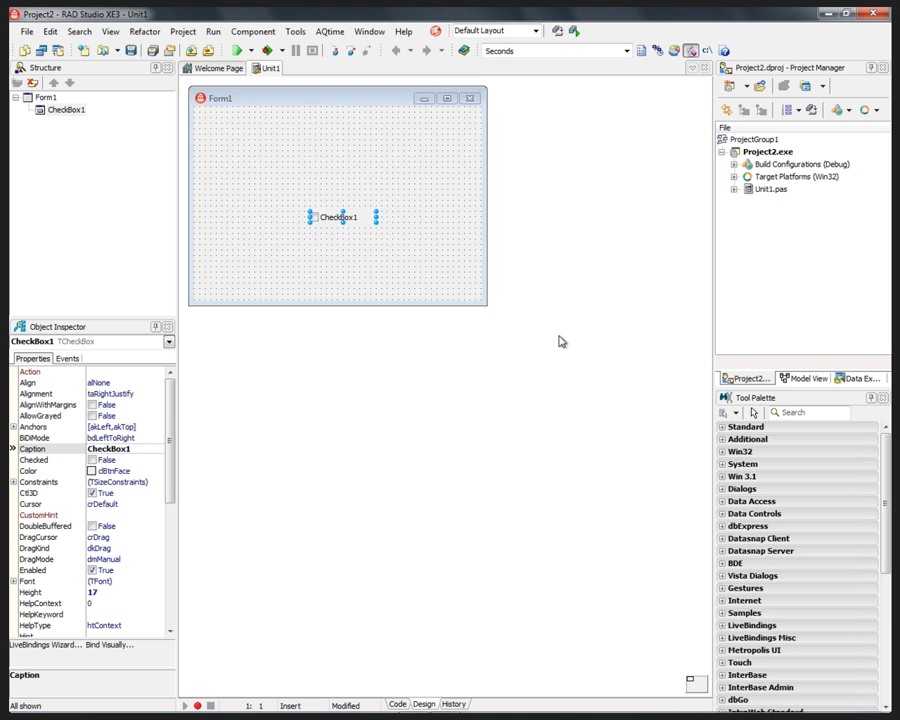 Project2 - RAD Studio XE3 - Unit1
File Edit Search View Refactor Project Run Component Tools AQtime Window Help Default Layout
Seconds
Structure
Welcome Page Unit1
Project2.dproj - Project Manager
Form1
CheckBox1
Form1
CheckBox1
File
ProjectGroup1
Project2.exe
Build Configurations (Debug)
Target Platforms (Win32)
Unit1.pas
Object Inspector
CheckBox1 TCheckBox
Properties Events
Action
Align alNone
Alignment taRightJustify
AlignWithMargins False
AllowGrayed False
Anchors [akLeft,akTop]
BiDiMode bdLeftToRight
Caption CheckBox1
Checked False
Color clBtnFace
Constraints (TSizeConstraints)
Ctl3D True
Cursor crDefault
CustomHint
DoubleBuffered False
DragCursor crDrag
DragKind dkDrag
DragMode dmManual
Enabled True
Font (TFont)
Height 17
HelpContext 0
HelpKeyword
HelpType htContext
Hint
LiveBindings Wizard... Bind Visually...
Caption
All shown
Project2... Model View Data Ex...
Tool Palette
Search
Standard
Additional
Win32
System
Win 3.1
Dialogs
Data Access
Data Controls
dbExpress
Datasnap Client
Datasnap Server
BDE
Vista Dialogs
Gestures
Internet
Samples
LiveBindings
LiveBindings Misc
Metropolis UI
Touch
InterBase
InterBase Admin
dbGo
1: 1 Insert Modified Code Design History